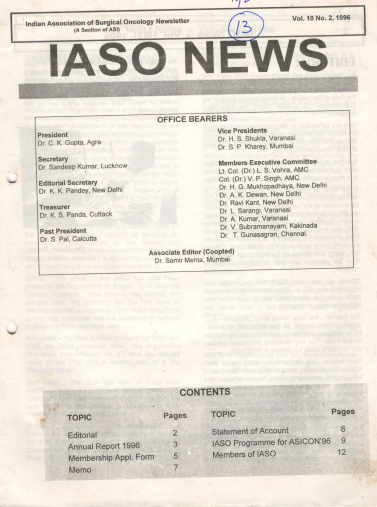 Indian Association of Surgical Oncology Newsletter
(A Section of ASI)
13
Vol. 10 No. 2, 1996
IASO NEWS
OFFICE BEARERS
President
Dr. C. K. Gupta, Agra
Secretary
Dr. Sandeep Kumar, Lucknow
Editorial Secretary
Dr. K. K. Pandey, New Delhi
Treasurer
Dr. K. S. Panda, Cuttack
Past President
Dr. S. Pal, Calcutta
Vice Presidents
Dr. H. S. Shukla, Varanasi
Dr. S. P. Kharey, Mumbai
Members Executive Committee
Lt. Col. (Dr.) L. S. Vohra, AMC
Col. (Dr.) V. P. Singh, AMC
Dr. H. G. Mukhopadhaya, New Delhi
Dr. A. K. Dewan, New Delhi
Dr. Ravi Kant, New Delhi
Dr. L. Sarangi, Varanasi
Dr. A. Kumar, Varanasi
Dr. V. Subramanayam, Kakinada
Dr. T. Gunasagran, Chennai.
Associate Editor (Coopted)
Dr. Samir Mehta, Mumbai
CONTENTS
TOPIC Pages
Editorial 2
Annual Report 1996 3
Membership Appl. Form 5
Memo 7
TOPIC Pages
Statement of Account 8
IASO Programme for ASICON'96 9
Members of IASO 12